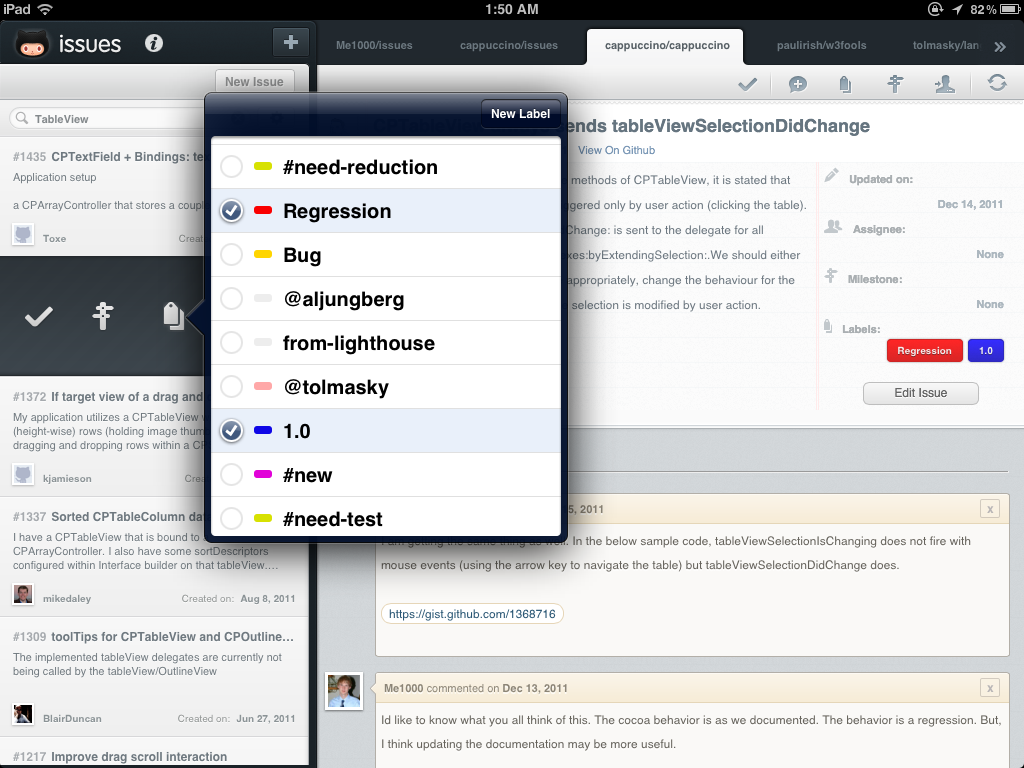 iPad
1:50 AM
82%
issues
Me1000/issues
cappuccino/issues
cappuccino/cappuccino
paulirish/w3fools
tolmasky/lan
New Issue
TableView
#1435 CPTextField + Bindings: te
Application setup
a CPArrayController that stores a coupl
Toxe
Creat
#1372 If target view of a drag and
My application utilizes a CPTableView
(height-wise) rows (holding image thum
dragging and dropping rows within a CP
kjamieson
Crea
#1337 Sorted CPTableColumn dat
I have a CPTableView that is bound to
CPArrayController. I also have some sortDescriptors
configured within Interface builder on that tableView....
mikedaley
Created on: Aug 8, 2011
#1309 toolTips for CPTableView and CPOutline...
The implemented tableView delegates are currently not
being called by the tableView/OutlineView
BlairDuncan
Created on: Jun 27, 2011
#1217 Improve drag scroll interaction
New Label
#need-reduction
Regression
Bug
@aljungberg
from-lighthouse
@tolmasky
1.0
#new
#need-test
ends tableViewSelectionDidChange
View On Github
methods of CPTableView, it is stated that
gered only by user action (clicking the table).
Change: is sent to the delegate for all
xes:byExtendingSelection:.We should either
appropriately, change the behaviour for the
selection is modified by user action.
Updated on:
Dec 14, 2011
Assignee:
None
Milestone:
None
Labels:
Regression
1.0
Edit Issue
5, 2011
x
I am getting the same thing as well. In the below sample code, tableViewSelectionIsChanging does not fire with
mouse events (using the arrow key to navigate the table) but tableViewSelectionDidChange does.
https://gist.github.com/1368716
Me1000 commented on Dec 13, 2011
x
Id like to know what you all think of this. The cocoa behavior is as we documented. The behavior is a regression. But,
I think updating the documentation may be more useful.